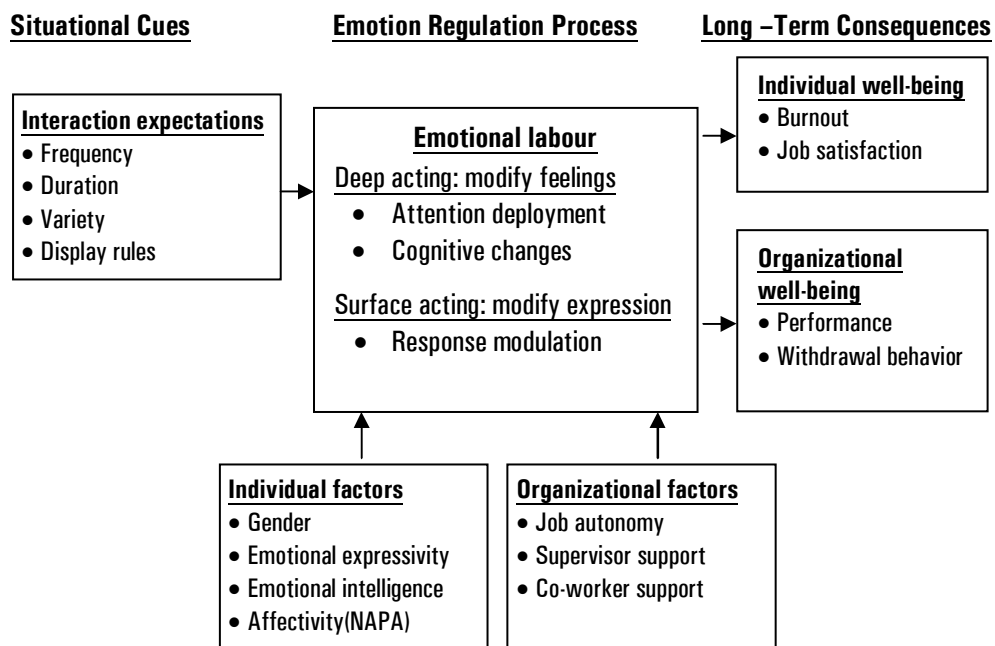 Situational Cues
Emotion Regulation Process
Long –Term Consequences
Interaction expectations
• Frequency
• Duration
• Variety
• Display rules
Emotional labour
Deep acting: modify feelings
• Attention deployment
• Cognitive changes
Surface acting: modify expression
• Response modulation
Individual well-being
• Burnout
• Job satisfaction
Organizational
well-being
• Performance
• Withdrawal behavior
Individual factors
• Gender
• Emotional expressivity
• Emotional intelligence
• Affectivity(NAPA)
Organizational factors
• Job autonomy
• Supervisor support
• Co-worker support